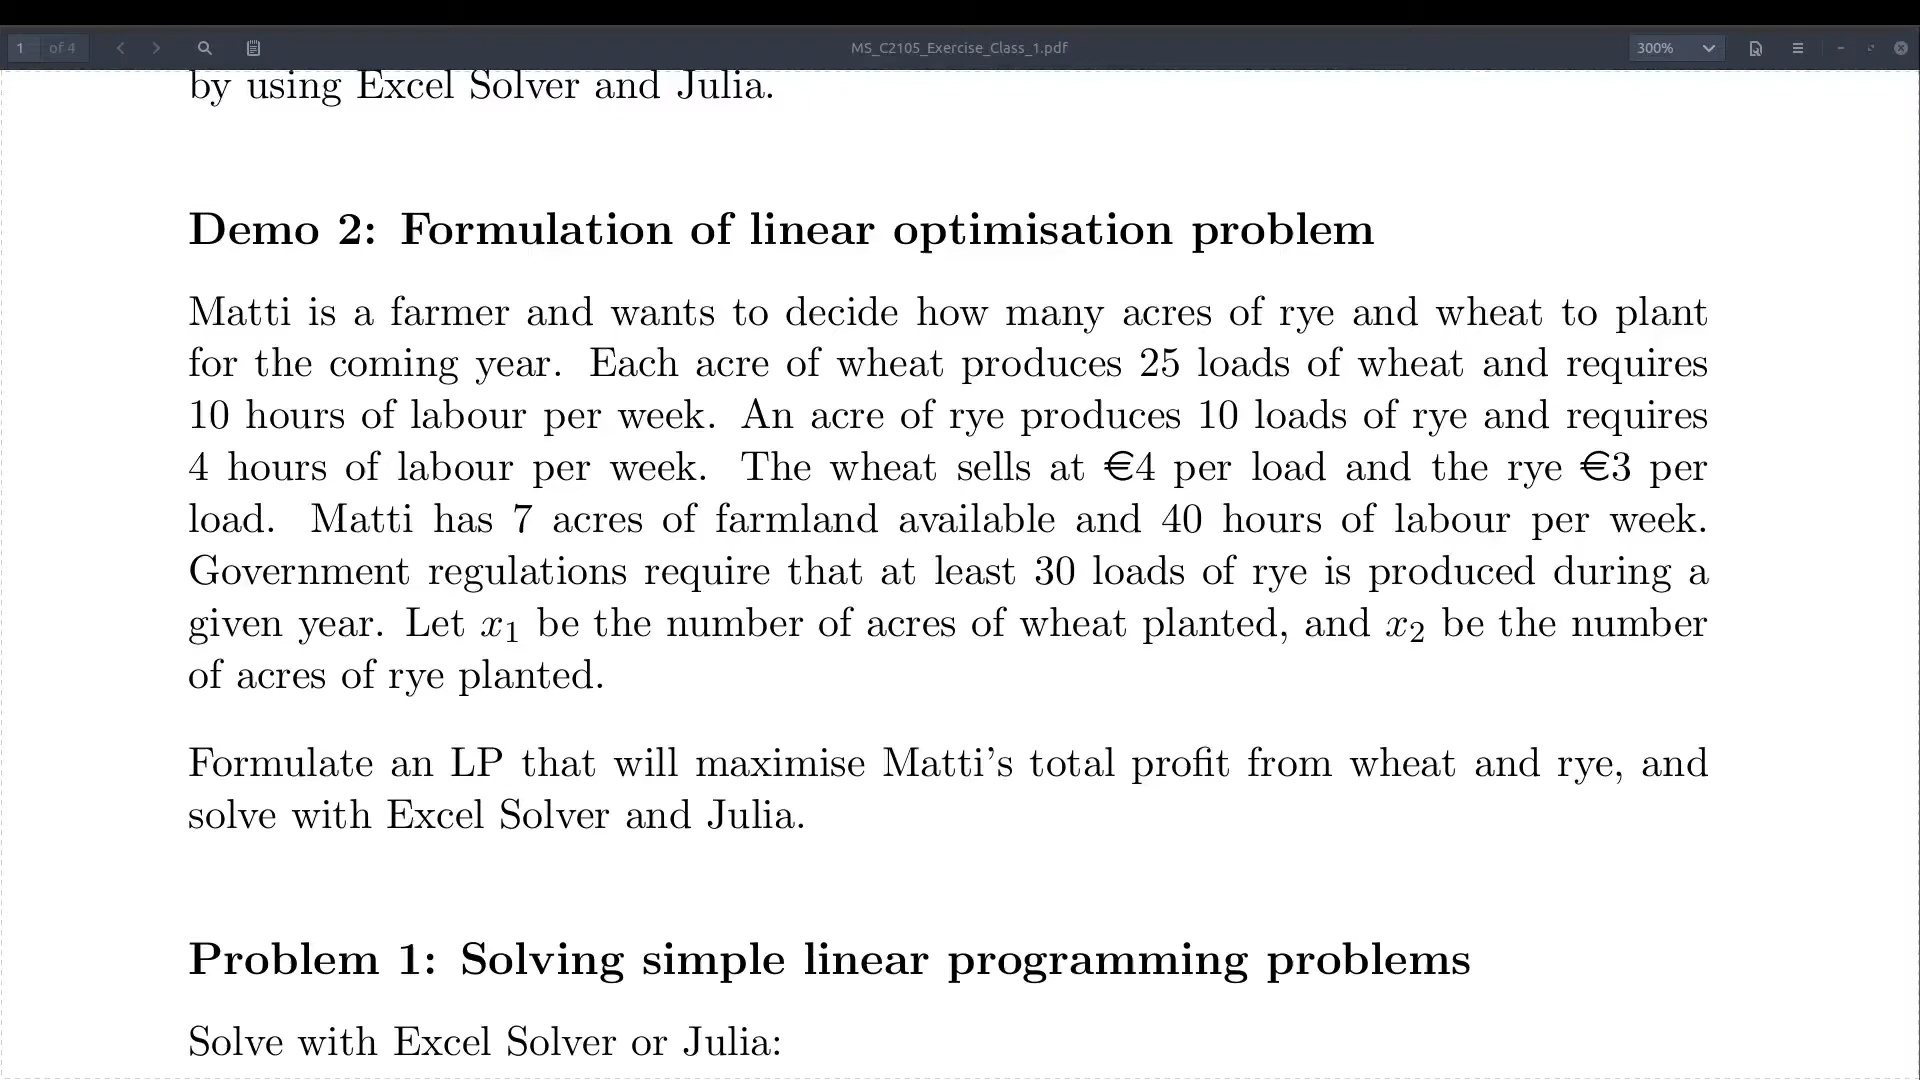 1 of 4
MS_C2105_Exercise_Class_1.pdf
300%
by using Excel Solver and Julia.
Demo 2: Formulation of linear optimisation problem
Matti is a farmer and wants to decide how many acres of rye and wheat to plant
for the coming year. Each acre of wheat produces 25 loads of wheat and requires
10 hours of labour per week. An acre of rye produces 10 loads of rye and requires
4 hours of labour per week. The wheat sells at €4 per load and the rye €3 per
load. Matti has 7 acres of farmland available and 40 hours of labour per week.
Government regulations require that at least 30 loads of rye is produced during a
given year. Let x₁ be the number of acres of wheat planted, and x₂ be the number
of acres of rye planted.
Formulate an LP that will maximise Matti’s total profit from wheat and rye, and
solve with Excel Solver and Julia.
Problem 1: Solving simple linear programming problems
Solve with Excel Solver or Julia: